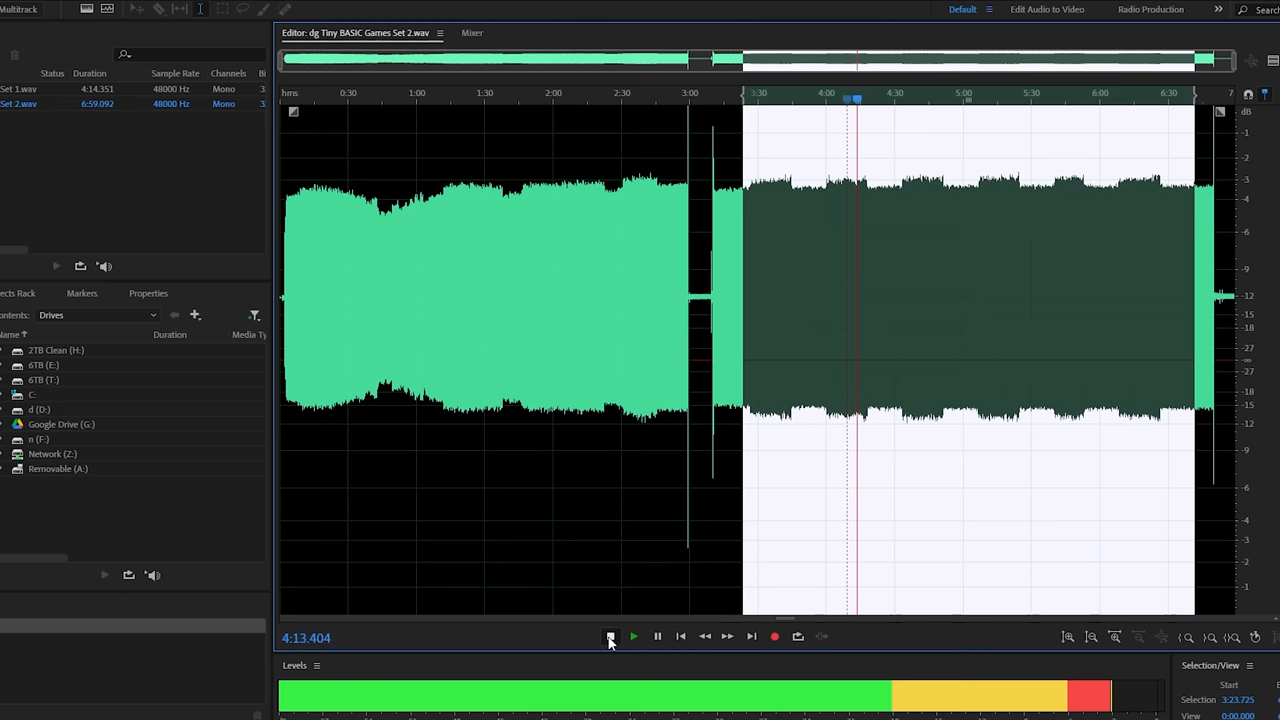 Multitrack
Default
Edit Audio to Video
Radio Production
Editor: dg Tiny BASIC Games Set 2.wav
Mixer
Status Duration Sample Rate Channels
Set 1.wav 4:14.351 48000 Hz Mono 3
Set 2.wav 6:59.092 48000 Hz Mono 3
hms 0:30 1:00 1:30 2:00 2:30 3:00 3:30 4:00 4:30 5:00 5:30 6:00 6:30
dB
-1
-2
-3
-4
-6
-9
-12
-15
-18
-27
-∞
-27
-18
-15
-12
-9
-6
-4
-3
-2
-1
Effects Rack Markers Properties
Contents: Drives
Name Duration Media Ty
2TB Clean (H:)
6TB (E:)
6TB (T:)
C:
d (D:)
Google Drive (G:)
n (F:)
Network (Z:)
Removable (A:)
4:13.404
Levels
Selection/View
Start
Selection 3:23.725
View 0:00.000